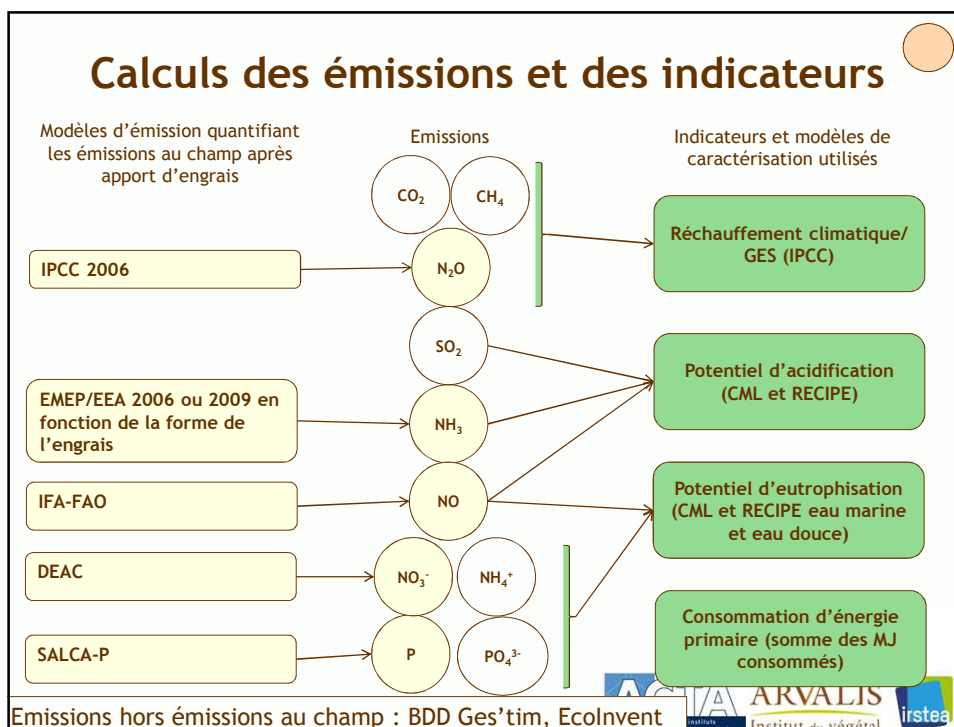 Calculs des émissions et des indicateurs
Modèles d'émission quantifiant
les émissions au champ après
apport d'engrais
Emissions
Indicateurs et modèles de
caractérisation utilisés
CO₂
CH₄
Réchauffement climatique/
GES (IPCC)
IPCC 2006
N₂O
SO₂
Potentiel d'acidification
(CML et RECIPE)
EMEP/EEA 2006 ou 2009 en
fonction de la forme de
l'engrais
NH₃
IFA-FAO
NO
Potentiel d'eutrophisation
(CML et RECIPE eau marine
et eau douce)
DEAC
NO₃⁻
NH₄⁺
SALCA-P
P
PO₄³⁻
Consommation d'énergie
primaire (somme des MJ
consommés)
Emissions hors émissions au champ : BDD Ges'tim, EcoInvent
ACTA
instituts
ARVALIS
Institut du végétal
irstea